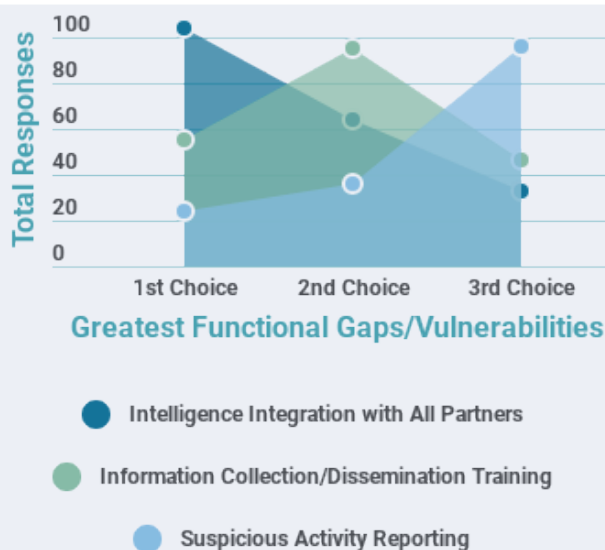 Total Responses
100
80
60
40
20
0
1st Choice 2nd Choice 3rd Choice
Greatest Functional Gaps/Vulnerabilities
Intelligence Integration with All Partners
Information Collection/Dissemination Training
Suspicious Activity Reporting